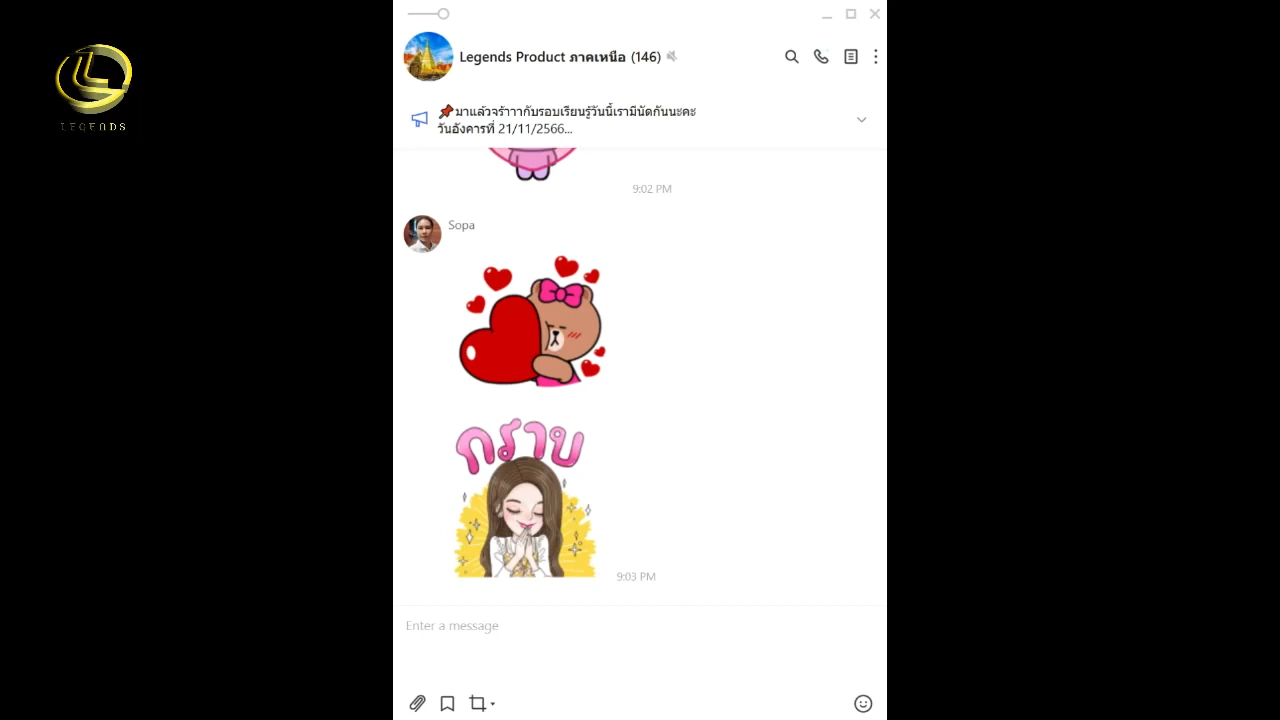 LEGENDS
Legends Product ภาคเหนือ (146)
📌มาแล้วจร้าาากับรอบเรียนรู้วันนี้เรามีนัดกันนะคะ
วันอังคารที่ 21/11/2566...
9:02 PM
Sopa
กราบ
9:03 PM
Enter a message